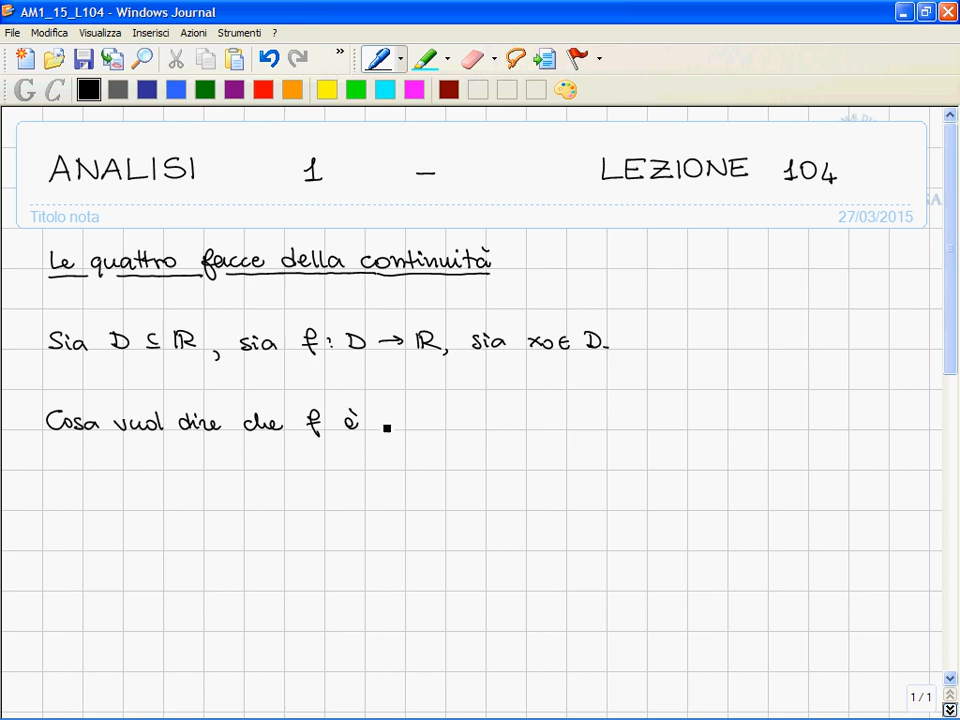 AM1_15_L104 - Windows Journal
File Modifica Visualizza Inserisci Azioni Strumenti ?
G C
ANALISI 1 - LEZIONE 104
Titolo nota 27/03/2015
Le quattro facce della continuità
Sia D ⊆ ℝ, sia f: D → ℝ, sia x0 ∈ D.
Cosa vuol dire che f è
1 / 1